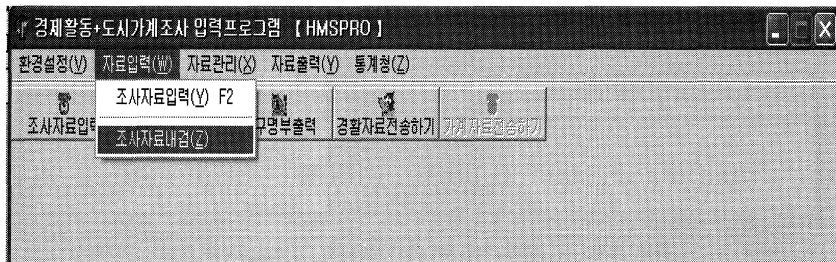 경제활동+도시가계조사 입력프로그램 【 HMSPRO 】
환경설정(V) 자료입력(W) 자료관리(X) 자료출력(Y) 통계청(Z)
조사자료입력(Y) F2
조사자료입력 구명부출력 경활자료전송하기 가계자료전송하기
조사자료내검(Z)